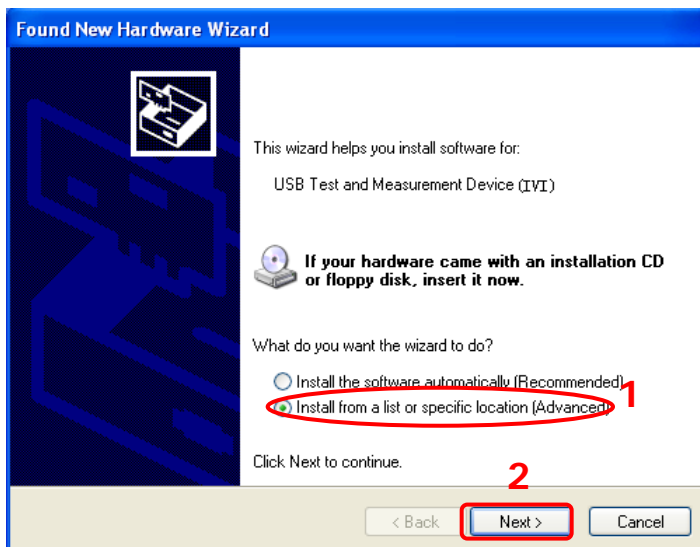 Found New Hardware Wizard
This wizard helps you install software for:
USB Test and Measurement Device (IVI)
If your hardware came with an installation CD
or floppy disk, insert it now.
What do you want the wizard to do?
Install the software automatically (Recommended)
Install from a list or specific location (Advanced)
1
Click Next to continue.
2
< Back
Next >
Cancel